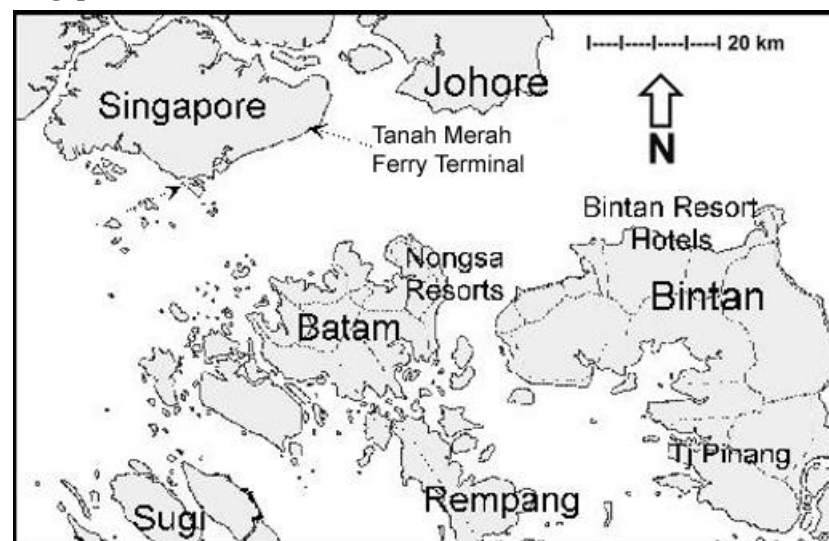 20 km
Johore
Singapore
Tanah Merah
Ferry Terminal
N
Bintan Resort
Hotels
Nongsa
Resorts
Bintan
Batam
Tj Pinang
Rempang
Sugi